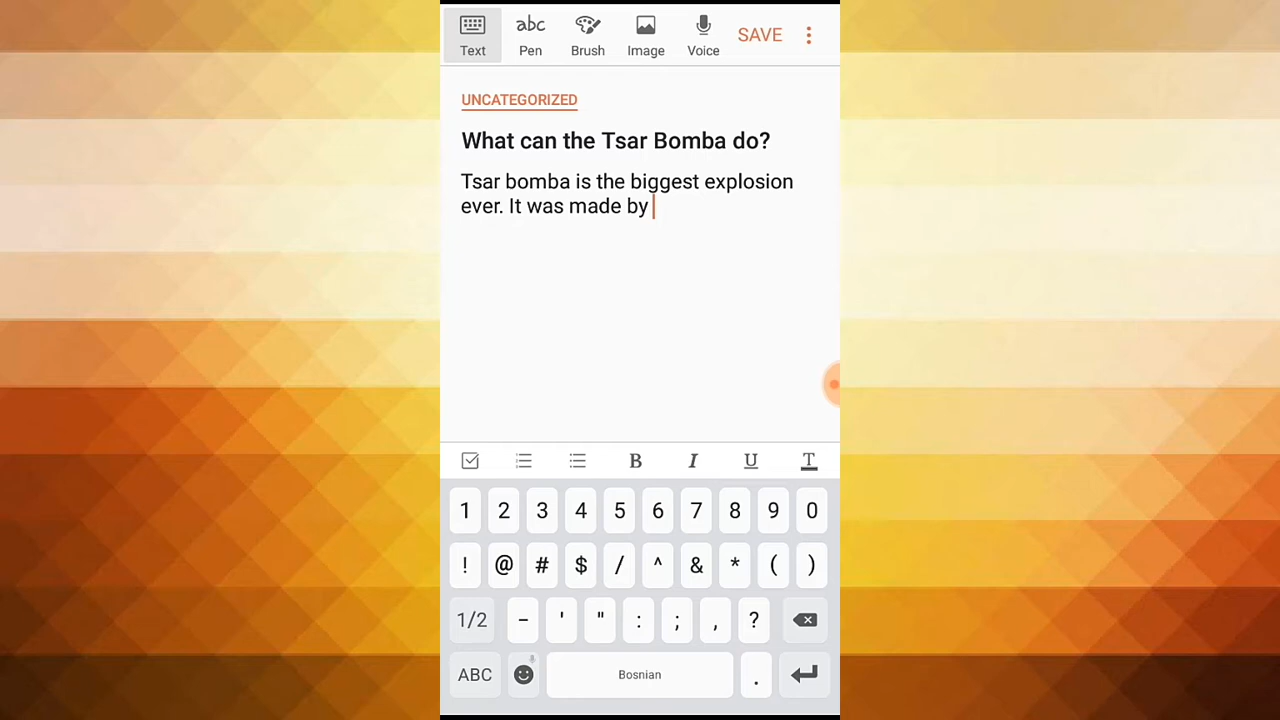 Text
Pen
Brush
Image
Voice
SAVE
abc
UNCATEGORIZED
What can the Tsar Bomba do?
Tsar bomba is the biggest explosion
ever. It was made by
B I U T
1 2 3 4 5 6 7 8 9 0
! @ # $ / ^ & * ( )
1/2 - ' " : ; , ?
ABC Bosnian .